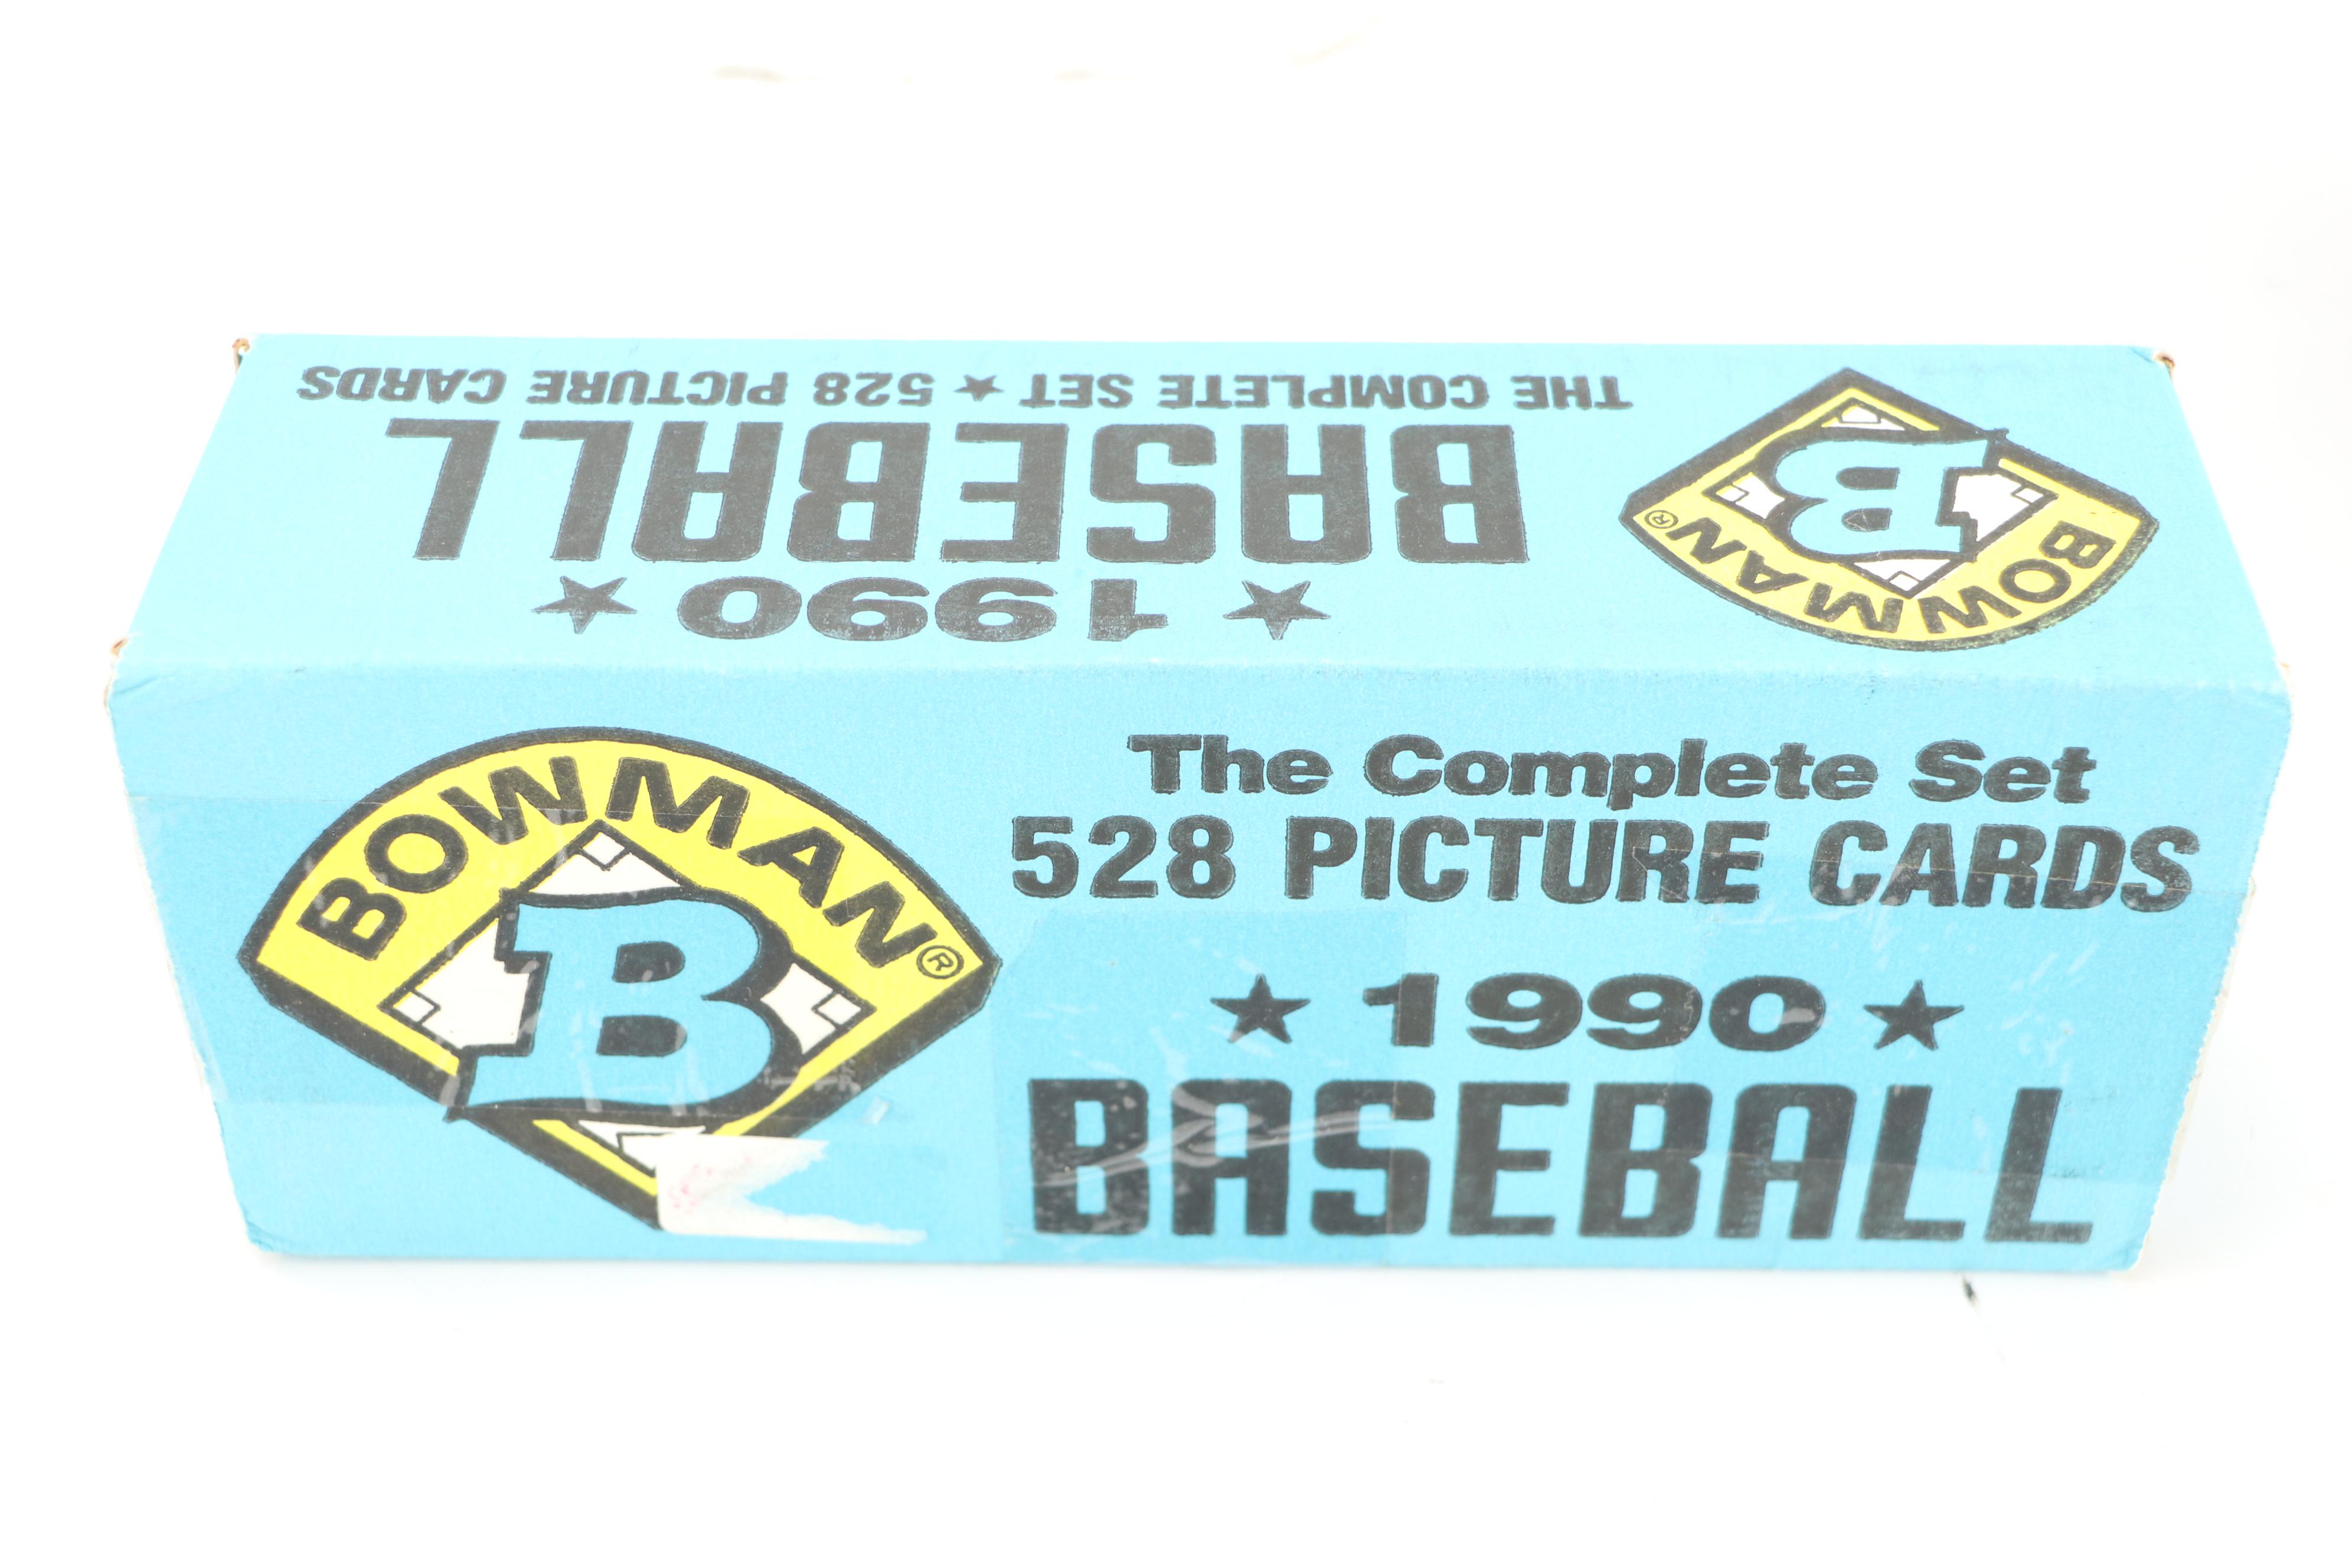 THE COMPLETE SET ★ 528 PICTURE CARDS
BASEBALL
★ 1990 ★
BOWMAN®
B
BOWMAN®
B
The Complete Set
528 PICTURE CARDS
★ 1990 ★
BASEBALL